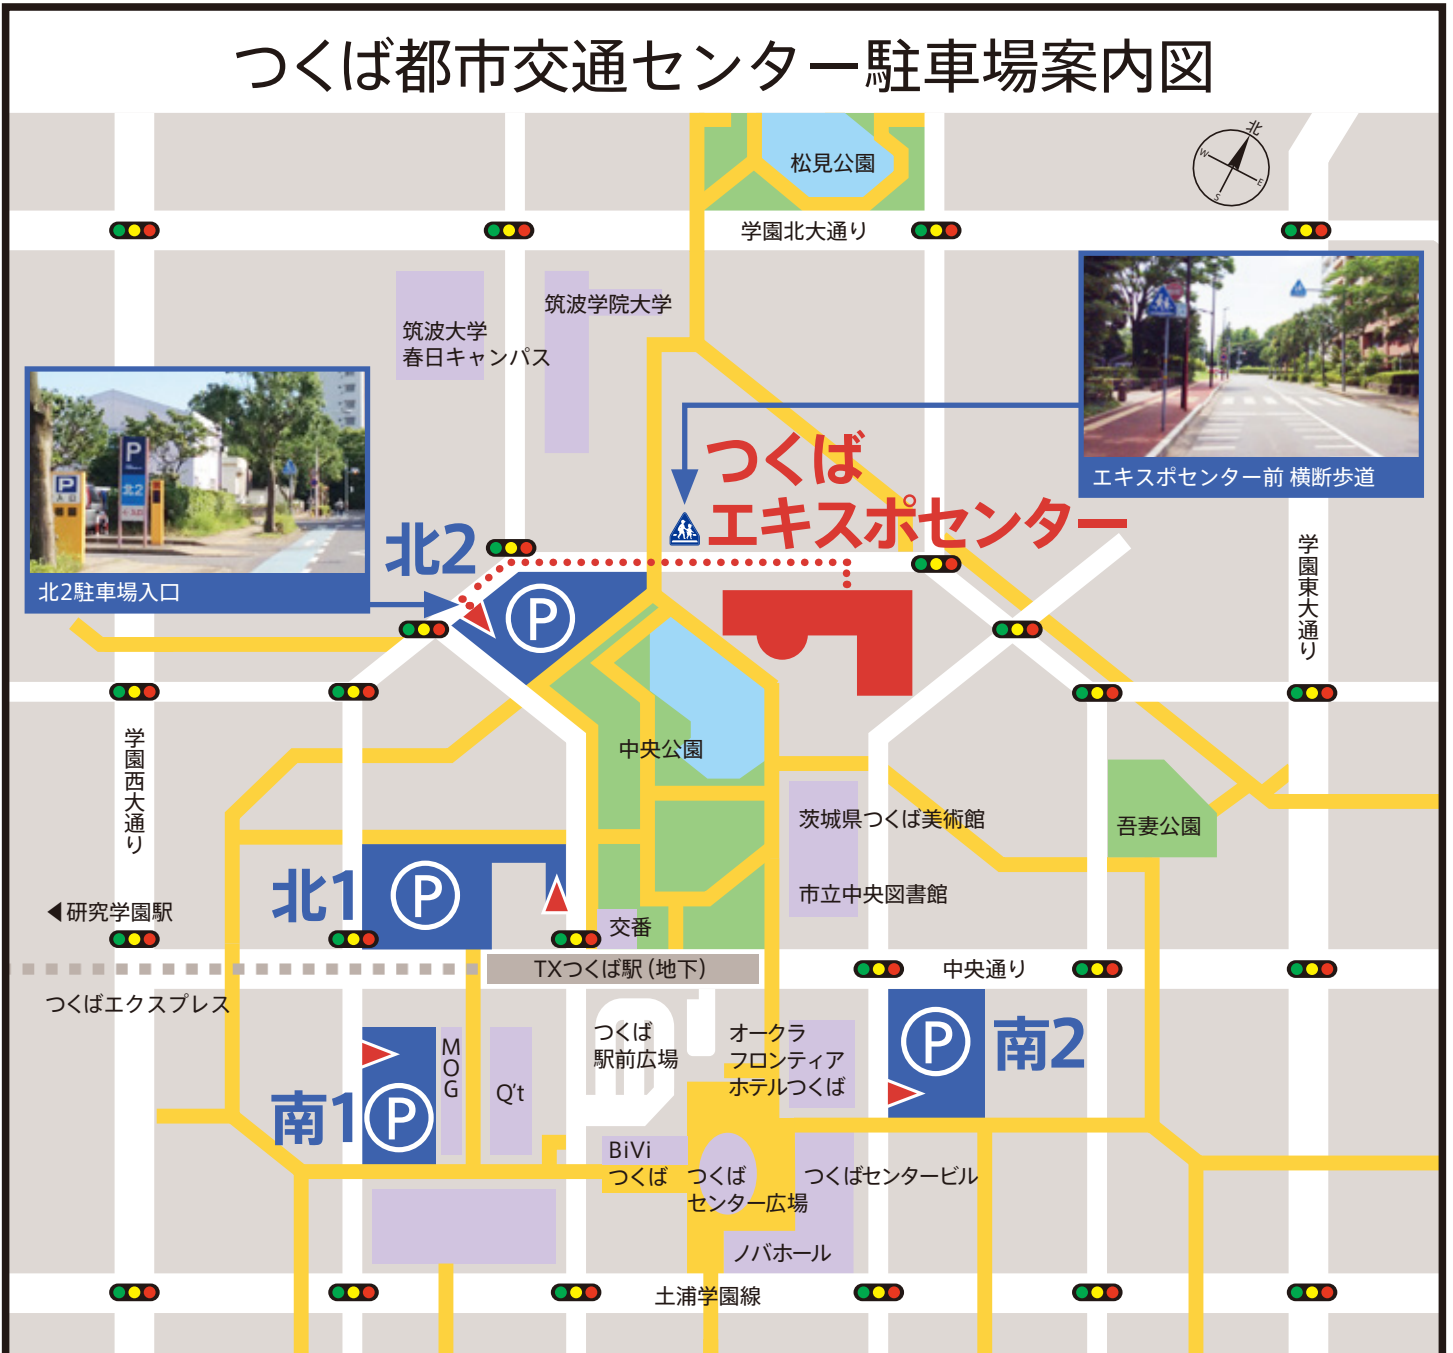 つくば都市交通センター駐車場案内図
北
W
E
S
松見公園
学園北大通り
筑波学院大学
筑波大学
春日キャンパス
エキスポセンター前 横断歩道
つくば
エキスポセンター
P
北2
P
入口
北2駐車場入口
北2
P
学園東大通り
学園西大通り
中央公園
茨城県つくば美術館
吾妻公園
市立中央図書館
北1
P
研究学園駅
交番
TXつくば駅(地下)
中央通り
つくばエクスプレス
つくば
駅前広場
オークラ
フロンティア
ホテルつくば
P
南2
MOG
Q't
南1
P
BiVi
つくば
つくば
センター広場
つくばセンタービル
ノバホール
土浦学園線